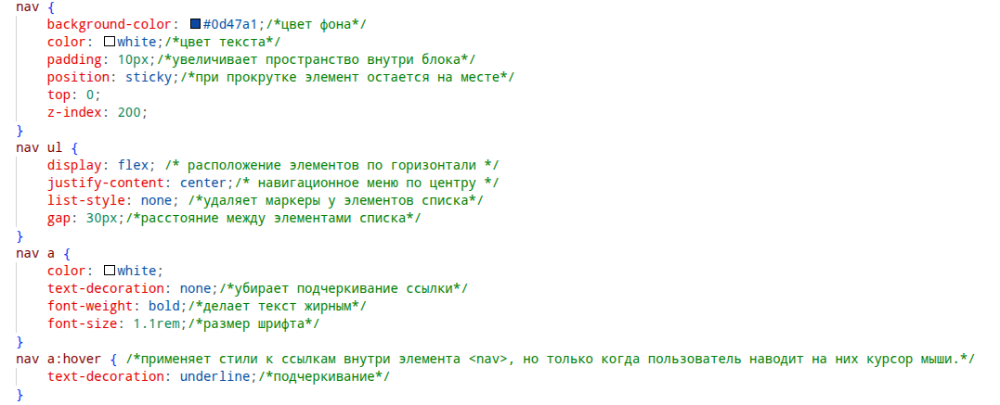 nav {
background-color: #0d47a1;/*цвет фона*/
color: white;/*цвет текста*/
padding: 10px;/*увеличивает пространство внутри блока*/
position: sticky;/*при прокрутке элемент остается на месте*/
top: 0;
z-index: 200;
}
nav ul {
display: flex; /* расположение элементов по горизонтали */
justify-content: center;/* навигационное меню по центру */
list-style: none; /*удаляет маркеры у элементов списка*/
gap: 30px;/*расстояние между элементами списка*/
}
nav a {
color: white;
text-decoration: none;/*убирает подчеркивание ссылки*/
font-weight: bold;/*делает текст жирным*/
font-size: 1.1rem;/*размер шрифта*/
}
nav a:hover { /*применяет стили к ссылкам внутри элемента <nav>, но только когда пользователь наводит на них курсор мыши.*/
text-decoration: underline;/*подчеркивание*/
}